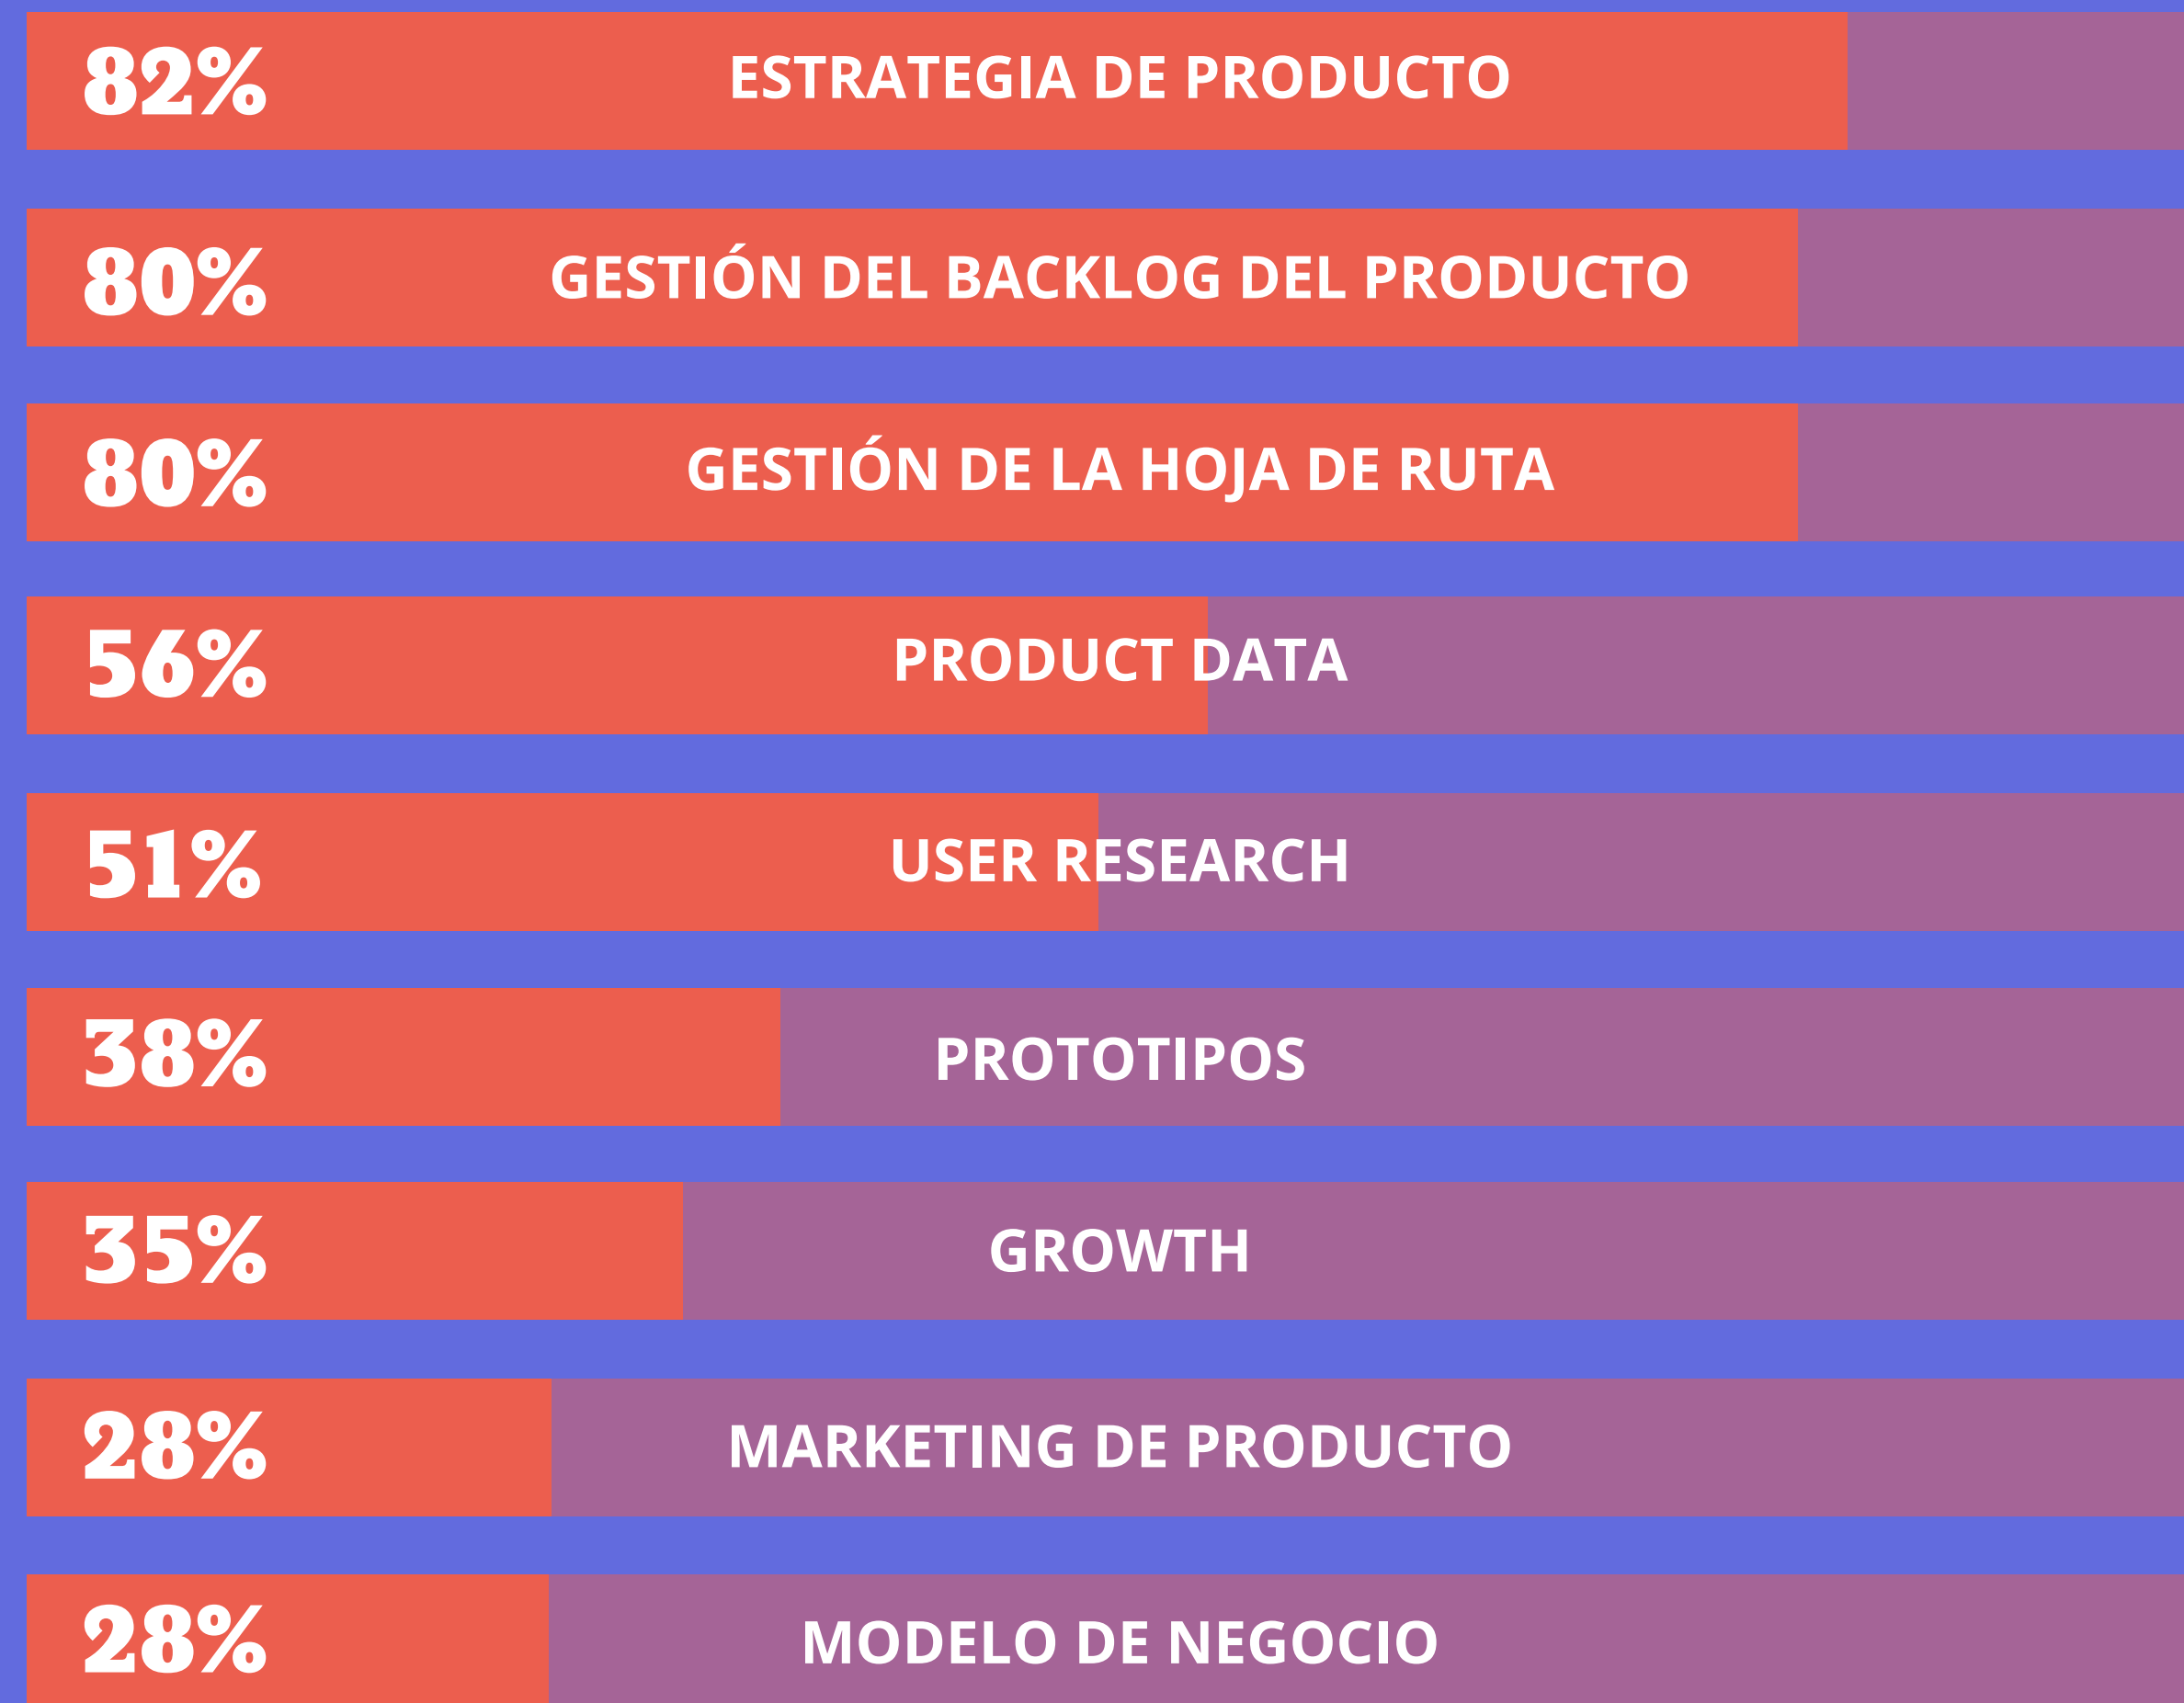 82% ESTRATEGIA DE PRODUCTO
80% GESTIÓN DEL BACKLOG DEL PRODUCTO
80% GESTIÓN DE LA HOJA DE RUTA
56% PRODUCT DATA
51% USER RESEARCH
38% PROTOTIPOS
35% GROWTH
28% MARKETING DE PRODUCTO
28% MODELO DE NEGOCIO